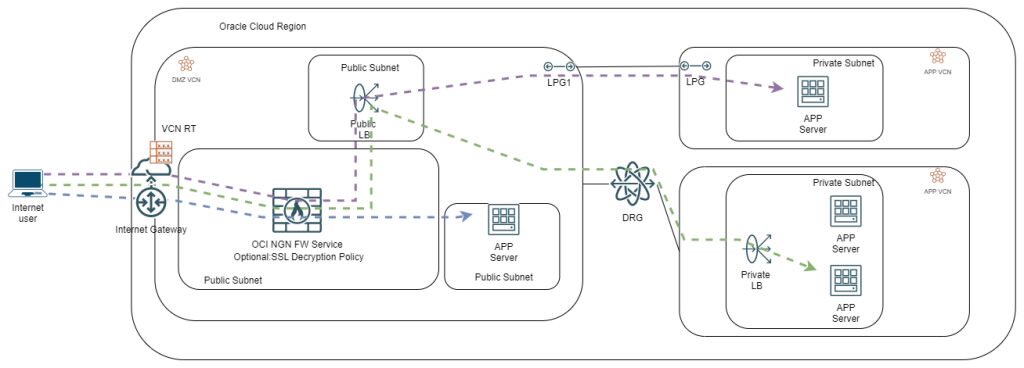 Oracle Cloud Region
DMZ VCN
Public Subnet
Public
LB
VCN RT
Internet
user
Internet Gateway
OCI NGN FW Service
Optional:SSL Decryption Policy
Public Subnet
APP
Server
Public Subnet
LPG1
LPG
Private Subnet
APP VCN
APP
Server
DRG
Private Subnet
APP VCN
APP
Server
Private
LB
APP
Server